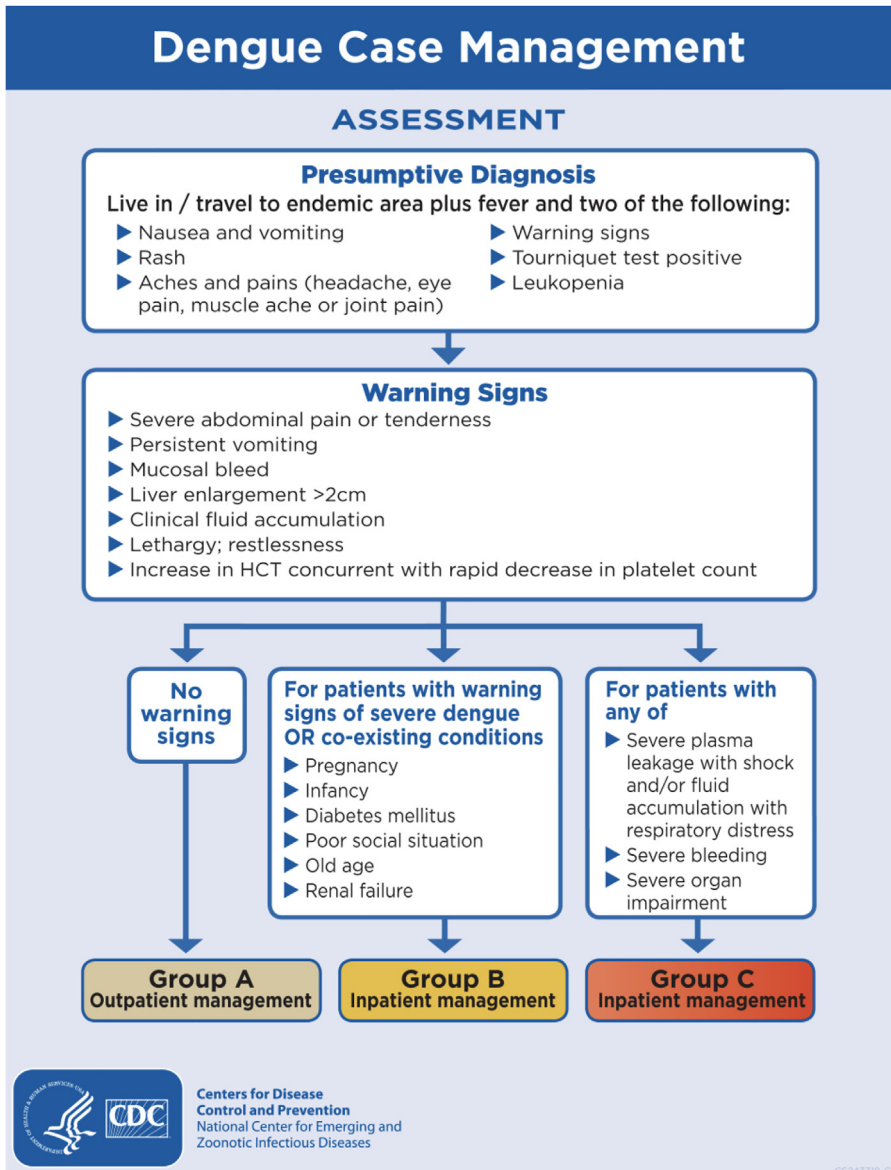 Dengue Case Management
ASSESSMENT
Presumptive Diagnosis
Live in / travel to endemic area plus fever and two of the following:
▶ Nausea and vomiting
▶ Rash
▶ Aches and pains (headache, eye
pain, muscle ache or joint pain)
▶ Warning signs
▶ Tourniquet test positive
▶ Leukopenia
Warning Signs
▶ Severe abdominal pain or tenderness
▶ Persistent vomiting
▶ Mucosal bleed
▶ Liver enlargement >2cm
▶ Clinical fluid accumulation
▶ Lethargy; restlessness
▶ Increase in HCT concurrent with rapid decrease in platelet count
No
warning
signs
For patients with warning
signs of severe dengue
OR co-existing conditions
▶ Pregnancy
▶ Infancy
▶ Diabetes mellitus
▶ Poor social situation
▶ Old age
▶ Renal failure
For patients with
any of
▶ Severe plasma
leakage with shock
and/or fluid
accumulation with
respiratory distress
▶ Severe bleeding
▶ Severe organ
impairment
Group A
Outpatient management
Group B
Inpatient management
Group C
Inpatient management
DEPARTMENT OF HEALTH & HUMAN SERVICES USA
CDC
Centers for Disease
Control and Prevention
National Center for Emerging and
Zoonotic Infectious Diseases